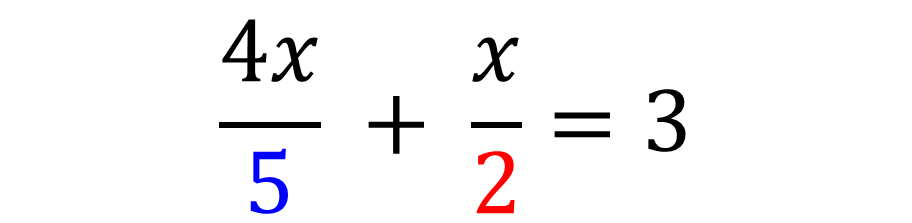 4x/5 + x/2 = 3